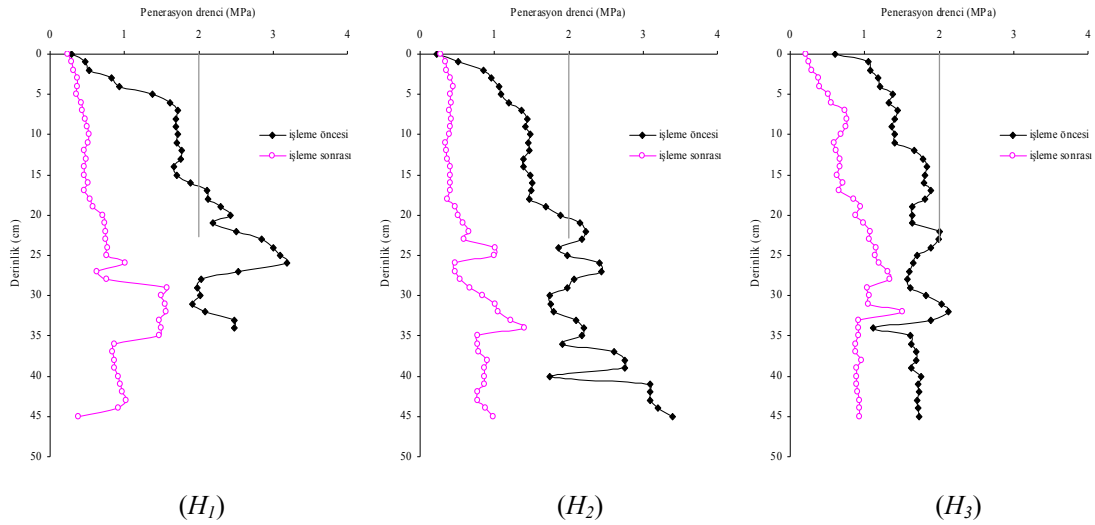 Penerasyon drenci (MPa)
0 1 2 3 4
0
5
10
15
20
25
30
35
40
45
50
Derinlik (cm)
işleme öncesi
işleme sonrası
(H1)
Penerasyon drenci (MPa)
0 1 2 3 4
0
5
10
15
20
25
30
35
40
45
50
Derinlik (cm)
işleme öncesi
işleme sonrası
(H2)
Penerasyon drenci (MPa)
0 1 2 3 4
0
5
10
15
20
25
30
35
40
45
50
Derinlik (cm)
işleme öncesi
işleme sonrası
(H3)